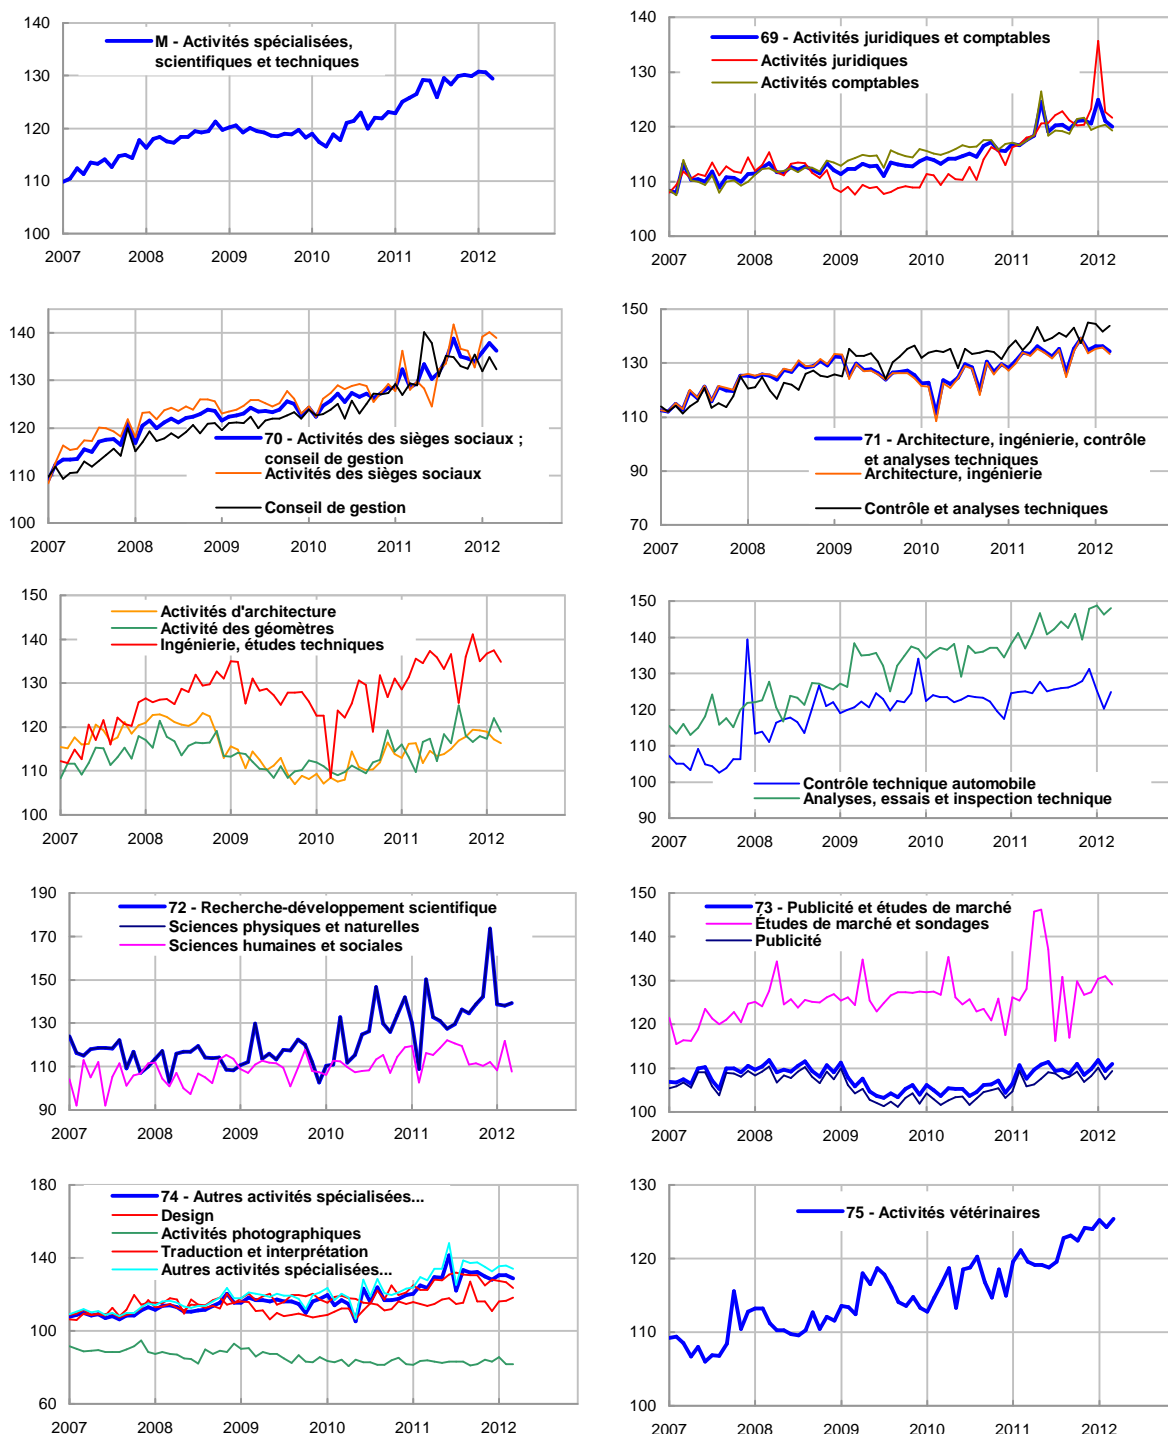 140
130
120
110
100
M - Activités spécialisées,
scientifiques et techniques
2007 2008 2009 2010 2011 2012
140
130
120
110
100
69 - Activités juridiques et comptables
Activités juridiques
Activités comptables
2007 2008 2009 2010 2011 2012
140
130
120
110
100
70 - Activités des sièges sociaux ;
conseil de gestion
Activités des sièges sociaux
Conseil de gestion
2007 2008 2009 2010 2011 2012
150
130
110
90
70
71 - Architecture, ingénierie, contrôle
et analyses techniques
Architecture, ingénierie
Contrôle et analyses techniques
2007 2008 2009 2010 2011 2012
150
140
130
120
110
100
Activités d'architecture
Activité des géomètres
Ingénierie, études techniques
2007 2008 2009 2010 2011 2012
150
140
130
120
110
100
90
Contrôle technique automobile
Analyses, essais et inspection technique
2007 2008 2009 2010 2011 2012
190
170
150
130
110
90
72 - Recherche-développement scientifique
Sciences physiques et naturelles
Sciences humaines et sociales
2007 2008 2009 2010 2011 2012
150
140
130
120
110
100
73 - Publicité et études de marché
Études de marché et sondages
Publicité
2007 2008 2009 2010 2011 2012
180
140
100
60
74 - Autres activités spécialisées...
Design
Activités photographiques
Traduction et interprétation
Autres activités spécialisées...
2007 2008 2009 2010 2011 2012
130
120
110
100
75 - Activités vétérinaires
2007 2008 2009 2010 2011 2012